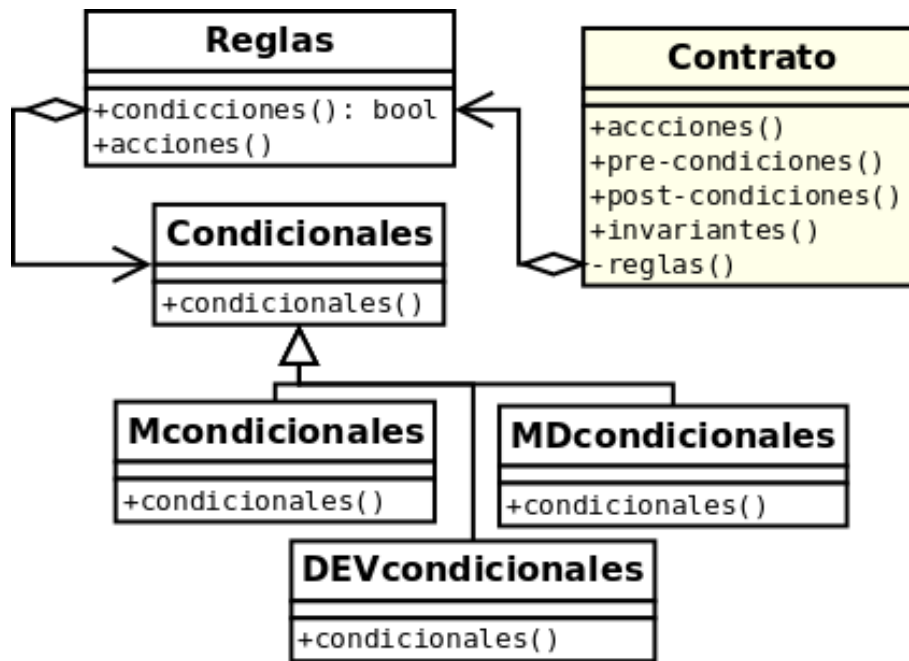 Reglas
+condicciones(): bool
+acciones()
Contrato
+accciones()
+pre-condiciones()
+post-condiciones()
+invariantes()
-reglas()
Condicionales
+condicionales()
Mcondicionales
+condicionales()
MDcondicionales
+condicionales()
DEVcondicionales
+condicionales()